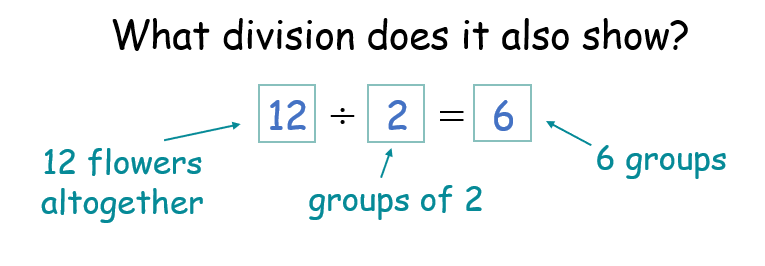 What division does it also show?
12 ÷ 2 = 6
12 flowers
altogether
groups of 2
6 groups